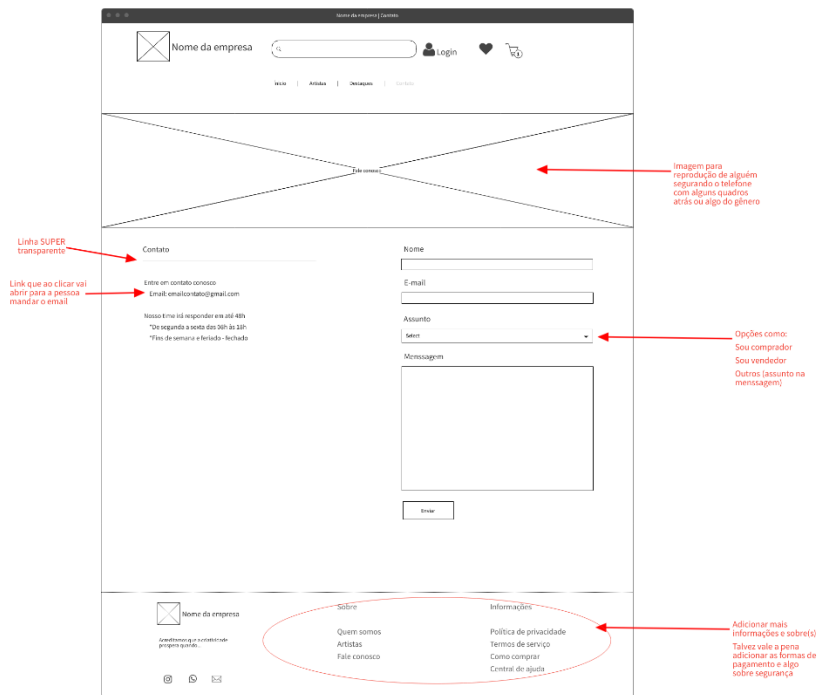 Nome da empresa | Contato
Nome da empresa
Login
Início | Artistas | Destaques | Contato
Fale conosco
Imagem para
reprodução de alguém
segurando o telefone
com alguns quadros
atrás ou algo do gênero
Linha SUPER
transparente
Contato
Link que ao clicar vai
abrir para a pessoa
mandar o email
Entre em contato conosco
Email: emailcontato@gmail.com
Nosso time irá responder em até 48h
*De segunda a sexta das 06h às 18h
*Fins de semana e feriado - fechado
Nome
E-mail
Assunto
Select
Menssagem
Enviar
Opções como:
Sou comprador
Sou vendedor
Outros (assunto na
menssagem)
Nome da empresa
Acreditamos que a criatividade
prospera quando...
Sobre
Quem somos
Artistas
Fale conosco
Informações
Política de privacidade
Termos de serviço
Como comprar
Central de ajuda
Adicionar mais
informações e sobre(s)
Talvez vale a pena
adicionar as formas de
pagamento e algo
sobre segurança